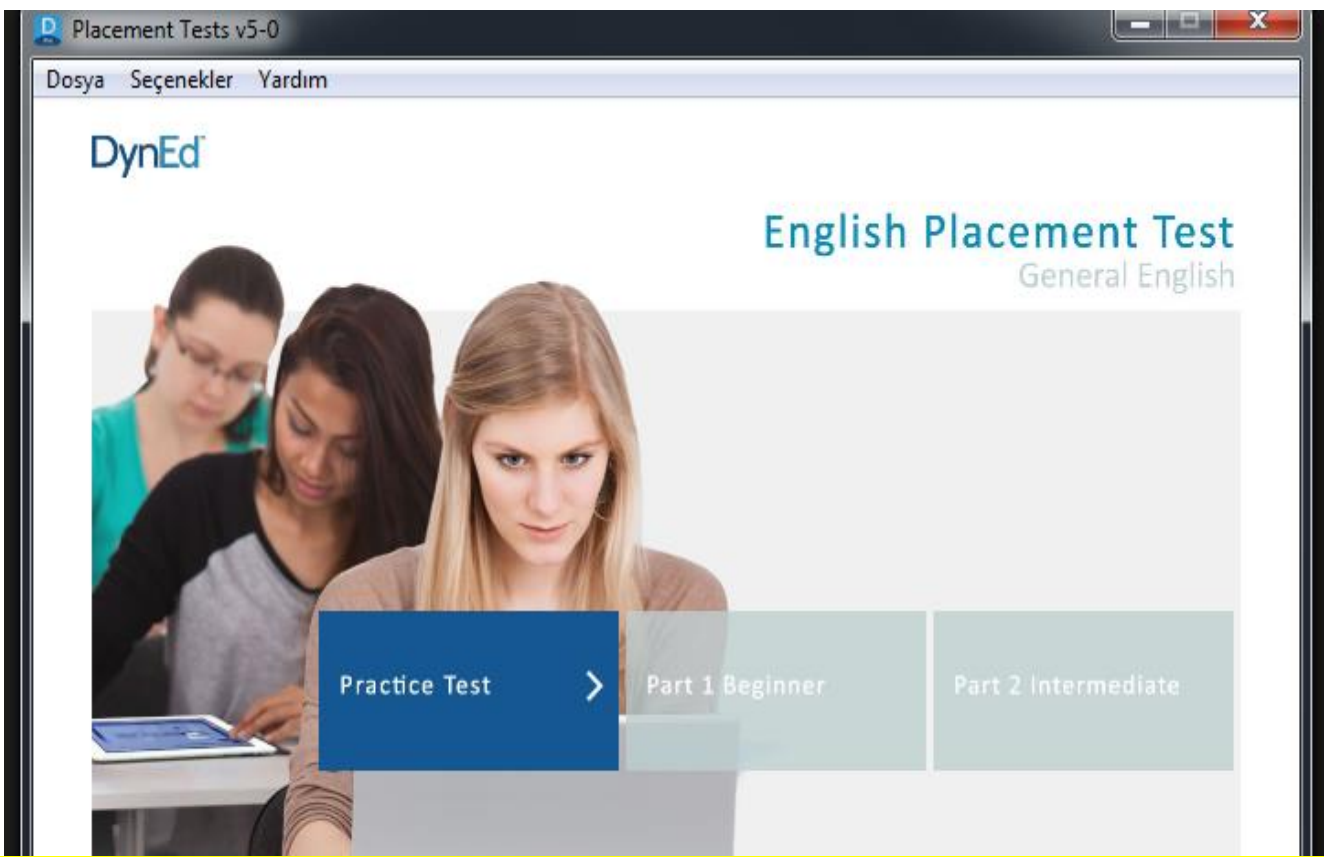 Placement Tests v5-0
Dosya Seçenekler Yardım
DynEd
English Placement Test
General English
Practice Test
Part 1 Beginner
Part 2 Intermediate